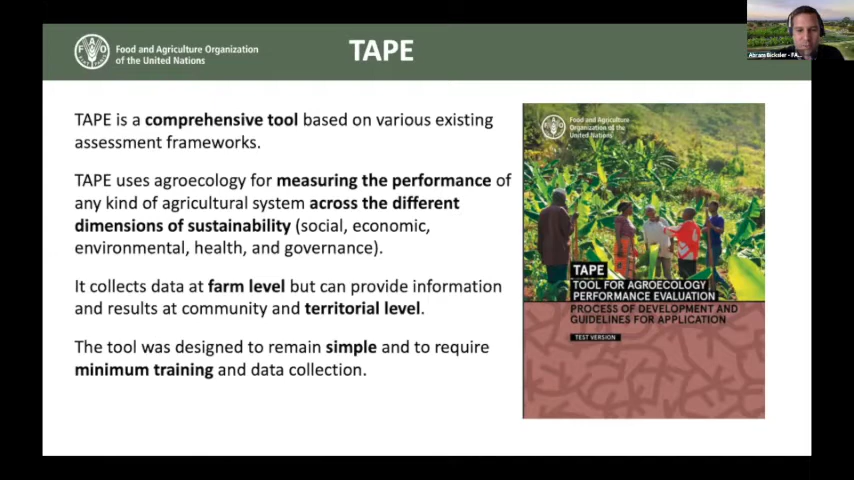 Food and Agriculture Organization
of the United Nations
TAPE
Abram Bicksler - FA...
TAPE is a comprehensive tool based on various existing
assessment frameworks.
TAPE uses agroecology for measuring the performance of
any kind of agricultural system across the different
dimensions of sustainability (social, economic,
environmental, health, and governance).
It collects data at farm level but can provide information
and results at community and territorial level.
The tool was designed to remain simple and to require
minimum training and data collection.
Food and Agriculture
Organization of the
United Nations
TAPE
TOOL FOR AGROECOLOGY
PERFORMANCE EVALUATION
PROCESS OF DEVELOPMENT AND
GUIDELINES FOR APPLICATION
TEST VERSION